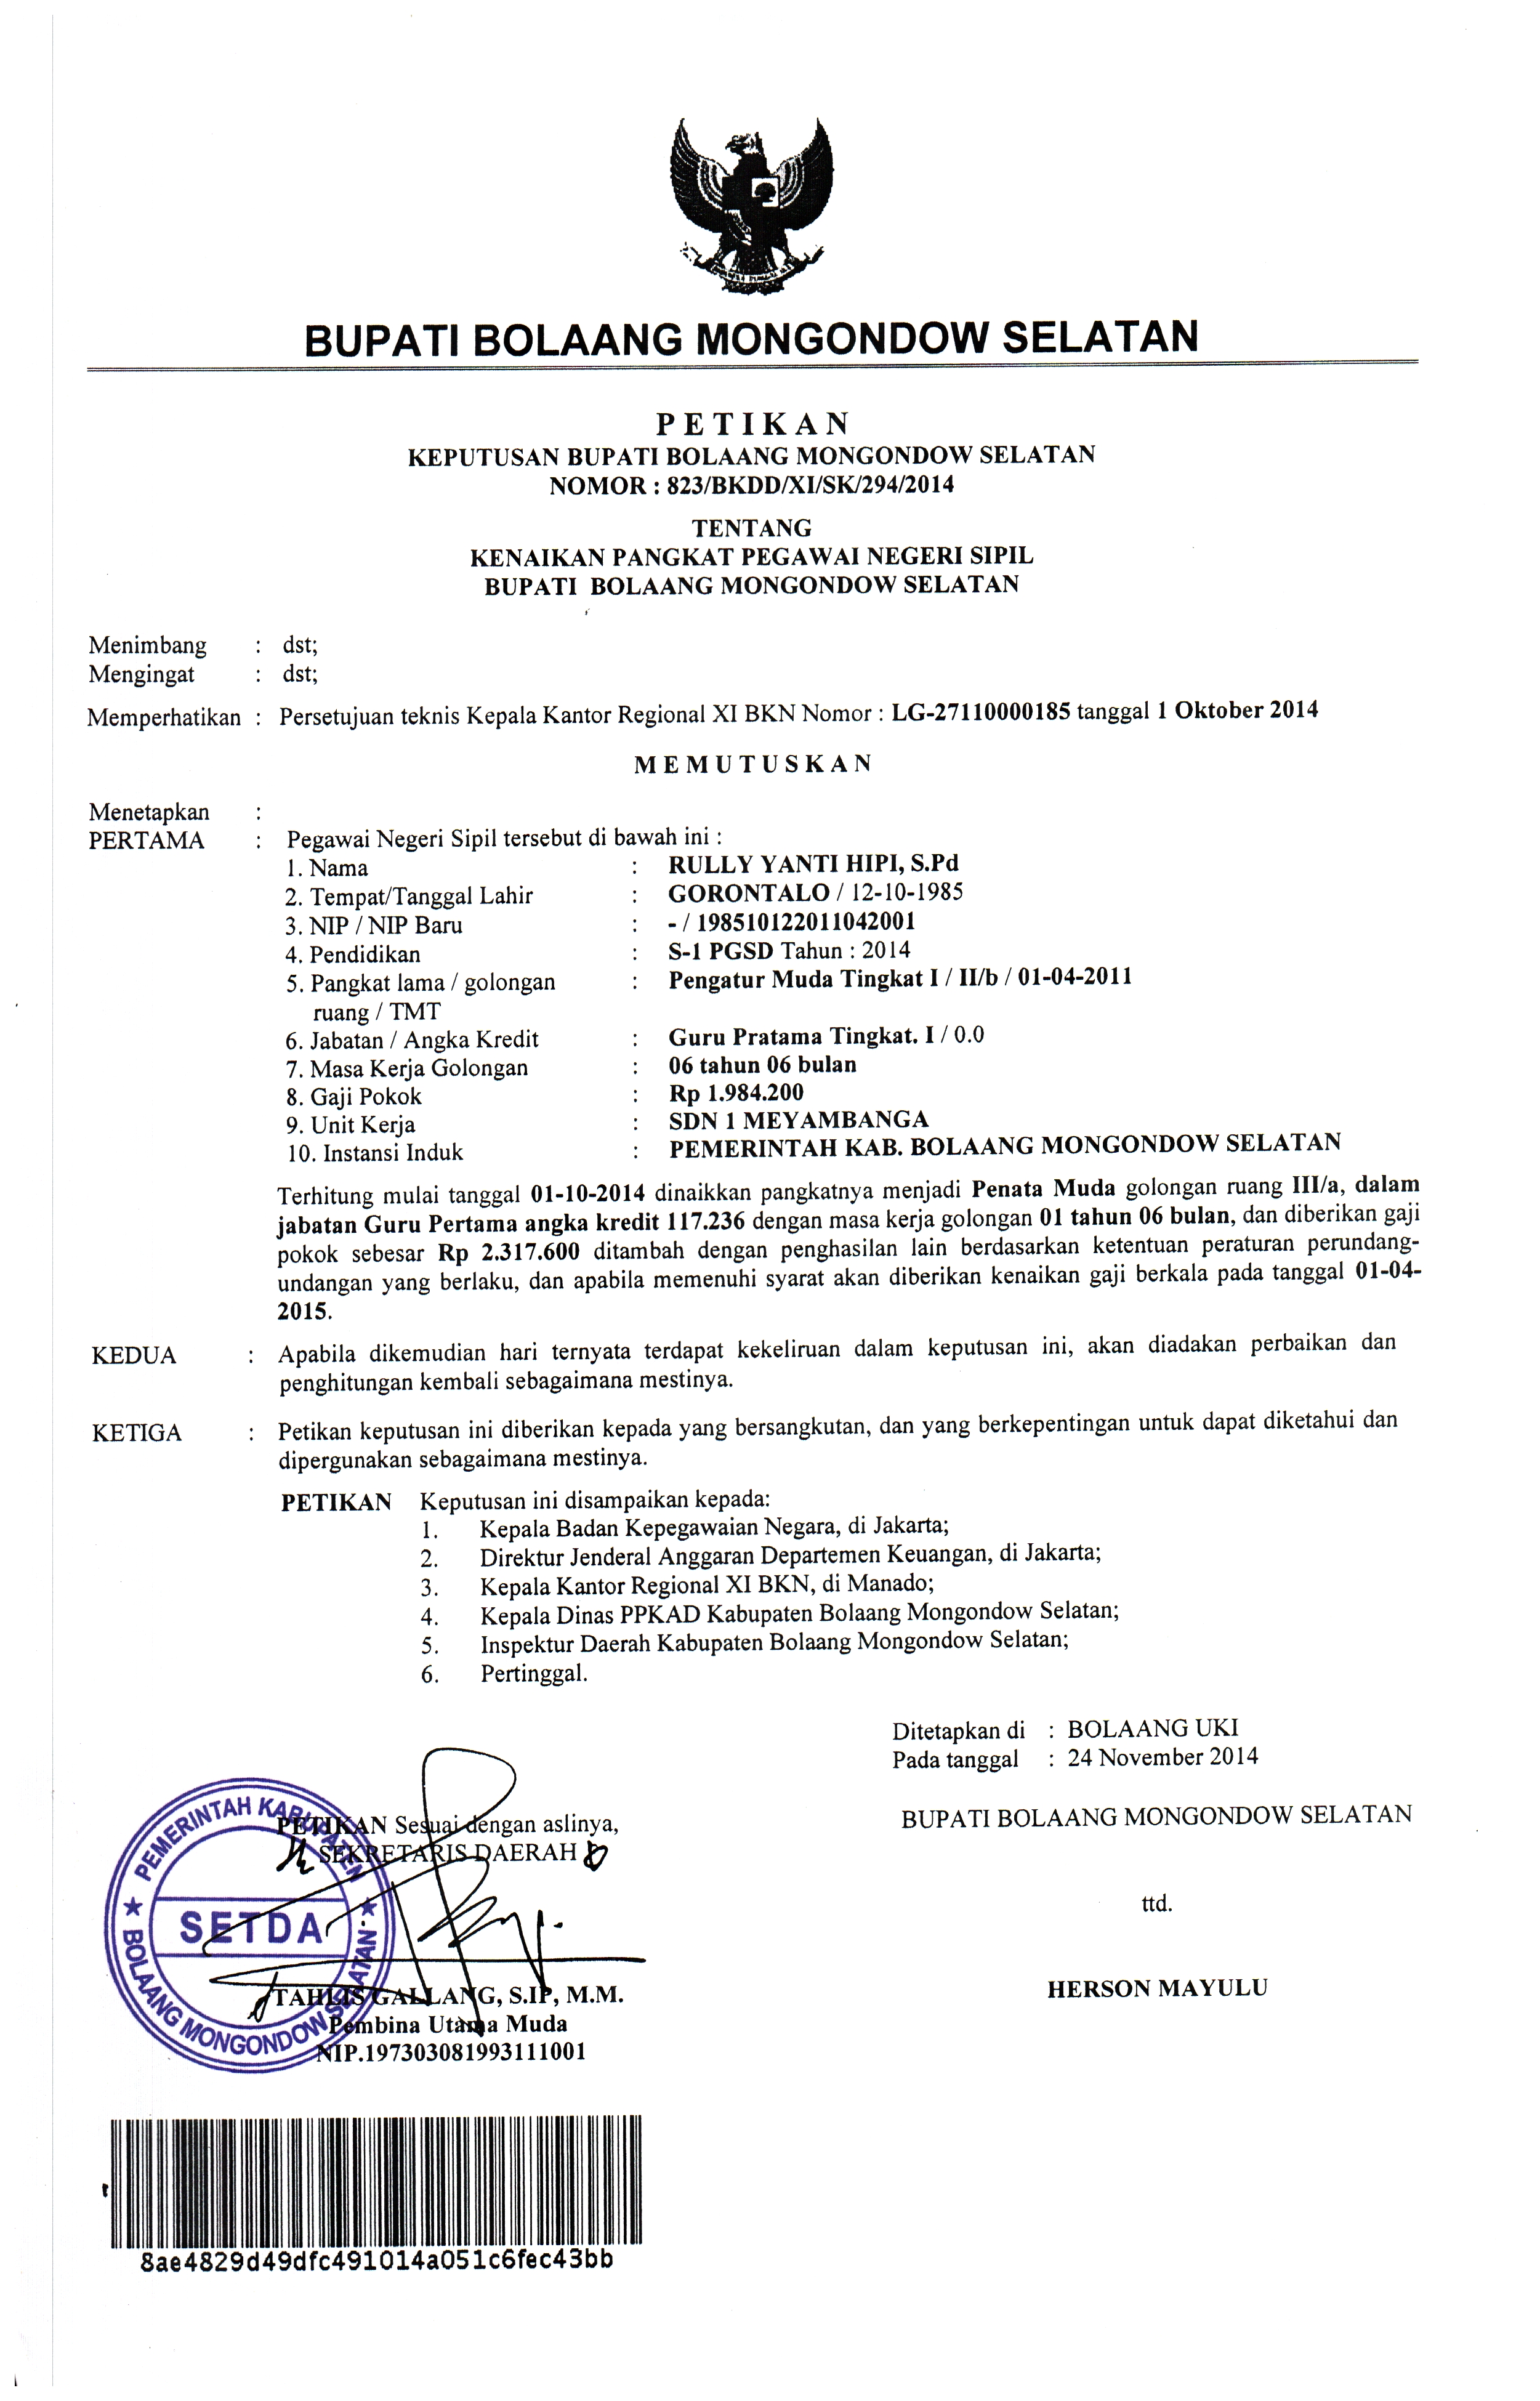 BUPATI BOLAANG MONGONDOW SELATAN
PETIKAN
KEPUTUSAN BUPATI BOLAANG MONGONDOW SELATAN
NOMOR : 823/BKDD/XI/SK/294/2014
TENTANG
KENAIKAN PANGKAT PEGAWAI NEGERI SIPIL
BUPATI BOLAANG MONGONDOW SELATAN
Menimbang : dst;
Mengingat : dst;
Memperhatikan : Persetujuan teknis Kepala Kantor Regional XI BKN Nomor : LG-27110000185 tanggal 1 Oktober 2014
MEMUTUSKAN
Menetapkan :
PERTAMA : Pegawai Negeri Sipil tersebut di bawah ini :
1. Nama : RULLY YANTI HIPI, S.Pd
2. Tempat/Tanggal Lahir : GORONTALO / 12-10-1985
3. NIP / NIP Baru : - / 198510122011042001
4. Pendidikan : S-1 PGSD Tahun : 2014
5. Pangkat lama / golongan : Pengatur Muda Tingkat I / II/b / 01-04-2011
ruang / TMT
6. Jabatan / Angka Kredit : Guru Pratama Tingkat. I / 0.0
7. Masa Kerja Golongan : 06 tahun 06 bulan
8. Gaji Pokok : Rp 1.984.200
9. Unit Kerja : SDN 1 MEYAMBANGA
10. Instansi Induk : PEMERINTAH KAB. BOLAANG MONGONDOW SELATAN
Terhitung mulai tanggal 01-10-2014 dinaikkan pangkatnya menjadi Penata Muda golongan ruang III/a, dalam
jabatan Guru Pertama angka kredit 117.236 dengan masa kerja golongan 01 tahun 06 bulan, dan diberikan gaji
pokok sebesar Rp 2.317.600 ditambah dengan penghasilan lain berdasarkan ketentuan peraturan perundang-
undangan yang berlaku, dan apabila memenuhi syarat akan diberikan kenaikan gaji berkala pada tanggal 01-04-
2015.
KEDUA : Apabila dikemudian hari ternyata terdapat kekeliruan dalam keputusan ini, akan diadakan perbaikan dan
penghitungan kembali sebagaimana mestinya.
KETIGA : Petikan keputusan ini diberikan kepada yang bersangkutan, dan yang berkepentingan untuk dapat diketahui dan
dipergunakan sebagaimana mestinya.
PETIKAN Keputusan ini disampaikan kepada:
1. Kepala Badan Kepegawaian Negara, di Jakarta;
2. Direktur Jenderal Anggaran Departemen Keuangan, di Jakarta;
3. Kepala Kantor Regional XI BKN, di Manado;
4. Kepala Dinas PPKAD Kabupaten Bolaang Mongondow Selatan;
5. Inspektur Daerah Kabupaten Bolaang Mongondow Selatan;
6. Pertinggal.
Ditetapkan di : BOLAANG UKI
Pada tanggal : 24 November 2014
BUPATI BOLAANG MONGONDOW SELATAN
ttd.
HERSON MAYULU
PETIKAN Sesuai dengan aslinya,
SEKRETARIS DAERAH
TAHLIS GALLANG, S.IP, M.M.
Pembina Utama Muda
NIP.197303081993111001
PEMERINTAH KABUPATEN
SETDA
BOLAANG MONGONDOW SELATAN
8ae4829d49dfc491014a051c6fec43bb